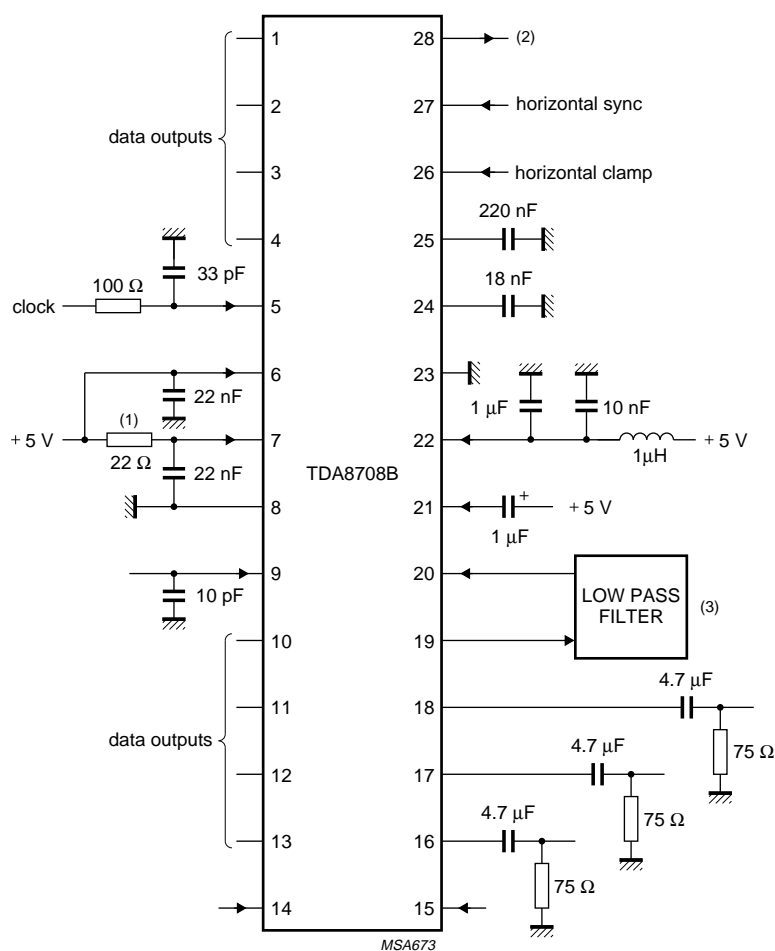 1
28
(2)
2
27
horizontal sync
data outputs
3
26
horizontal clamp
220 nF
4
25
33 pF
18 nF
100 Ω
clock
5
24
6
23
22 nF
1 μF
10 nF
(1)
+ 5 V
7
22
+ 5 V
22 Ω
1μH
22 nF
TDA8708B
8
21
+
+ 5 V
1 μF
9
20
10 pF
LOW PASS
FILTER
(3)
10
19
4.7 μF
11
18
data outputs
4.7 μF
75 Ω
12
17
4.7 μF
75 Ω
13
16
75 Ω
14
15
MSA673